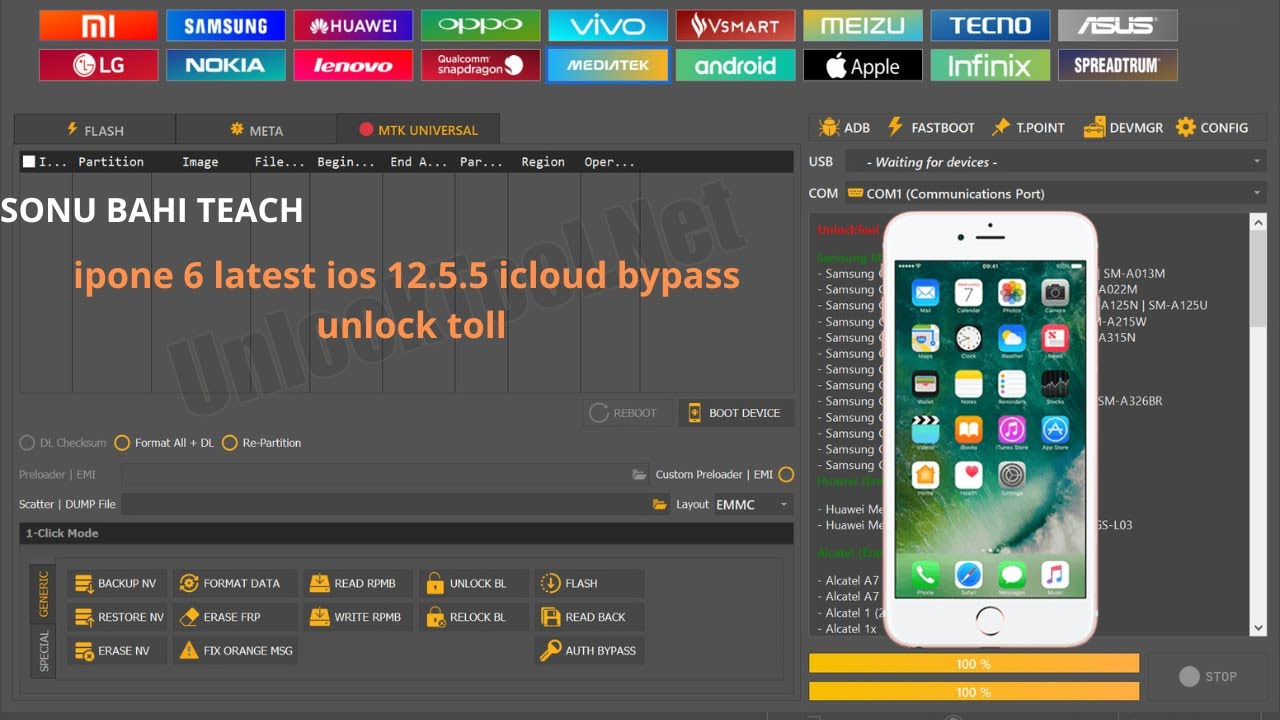 mi SAMSUNG HUAWEI oppo vivo VSMART MEIZU TECNO ASUS
LG NOKIA lenovo Qualcomm snapdragon MEDIATEK android Apple Infinix SPREADTRUM
FLASH META MTK UNIVERSAL
ADB FASTBOOT T.POINT DEVMGR CONFIG
I... Partition Image File... Begin... End A... Par... Region Oper...
USB - Waiting for devices -
COM COM1 (Communications Port)
SONU BAHI TEACH
ipone 6 latest ios 12.5.5 icloud bypass
unlock toll
UnlockTool.Net
UnlockTool
Samsung M
- Samsung G | SM-A013M
- Samsung G A022M
- Samsung G A125N | SM-A125U
- Samsung G A215W
- Samsung G A315N
- Samsung G
- Samsung G
- Samsung G
- Samsung G SM-A326BR
- Samsung G
- Samsung G
- Samsung G
- Samsung G
Huawei (Era
- Huawei Me
- Huawei Me GS-L03
Alcatel (Era
- Alcatel A7
- Alcatel A7
- Alcatel 1 (2
- Alcatel 1x
09:41 100%
Wednesday
7
Mail Calendar Photos Camera
Maps Clock Weather News
Wallet Notes Reminders Stocks
Videos iBooks iTunes Store App Store
Home Health Settings
Phone Safari Messages Music
REBOOT BOOT DEVICE
DL Checksum Format All + DL Re-Partition
Preloader | EMI Custom Preloader | EMI
Scatter | DUMP File Layout EMMC
1-Click Mode
GENERIC
SPECIAL
BACKUP NV FORMAT DATA READ RPMB UNLOCK BL FLASH
RESTORE NV ERASE FRP WRITE RPMB RELOCK BL READ BACK
ERASE NV FIX ORANGE MSG AUTH BYPASS
100 %
100 %
STOP